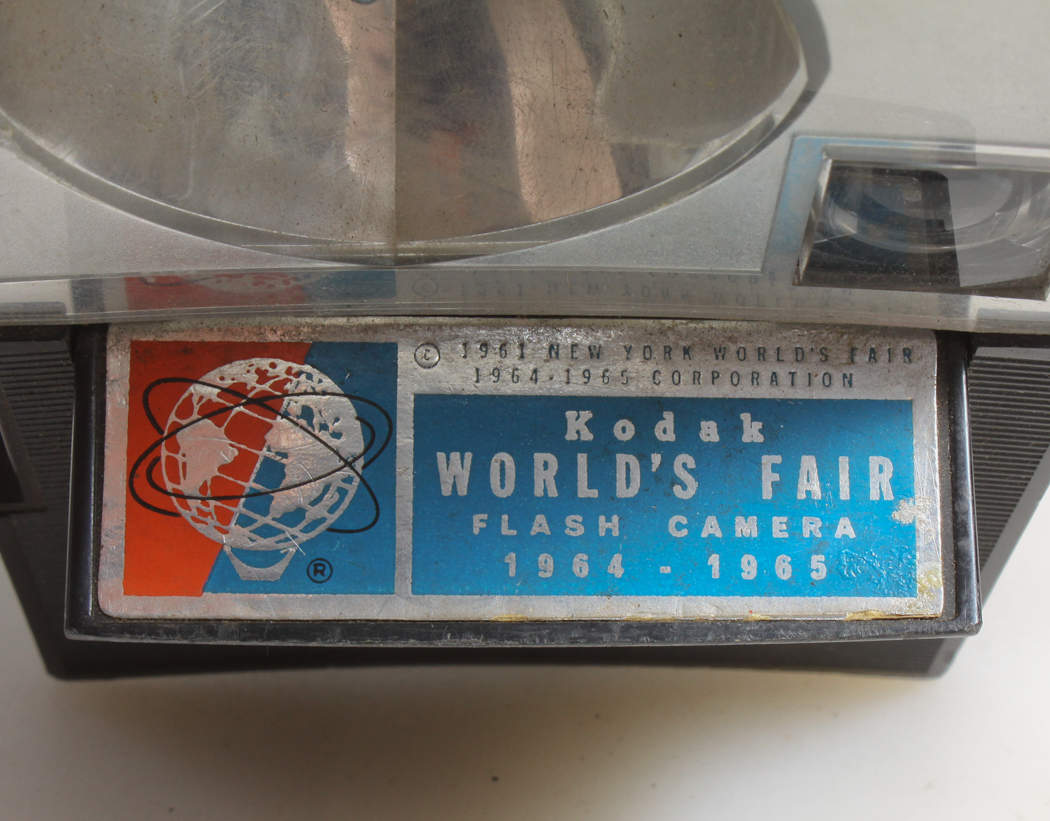 © 1961 NEW YORK WORLD'S FAIR
1964-1965 CORPORATION
Kodak
WORLD'S FAIR
FLASH CAMERA
1964 - 1965
®